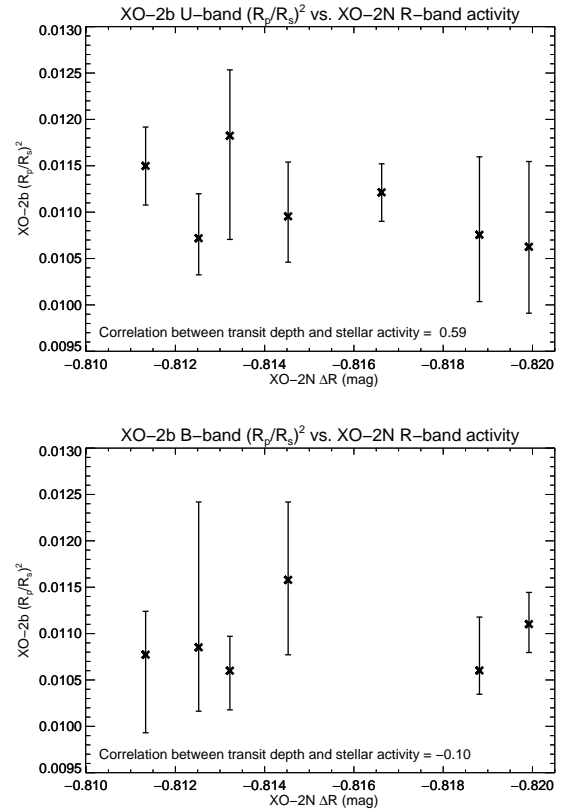 XO−2b U−band (Rp/Rs)2 vs. XO−2N R−band activity
0.0130
0.0125
0.0120
0.0115
0.0110
0.0105
0.0100
0.0095
XO−2b (Rp/Rs)2
Correlation between transit depth and stellar activity = 0.59
−0.810 −0.812 −0.814 −0.816 −0.818 −0.820
XO−2N ΔR (mag)
XO−2b B−band (Rp/Rs)2 vs. XO−2N R−band activity
0.0130
0.0125
0.0120
0.0115
0.0110
0.0105
0.0100
0.0095
XO−2b (Rp/Rs)2
Correlation between transit depth and stellar activity = −0.10
−0.810 −0.812 −0.814 −0.816 −0.818 −0.820
XO−2N ΔR (mag)